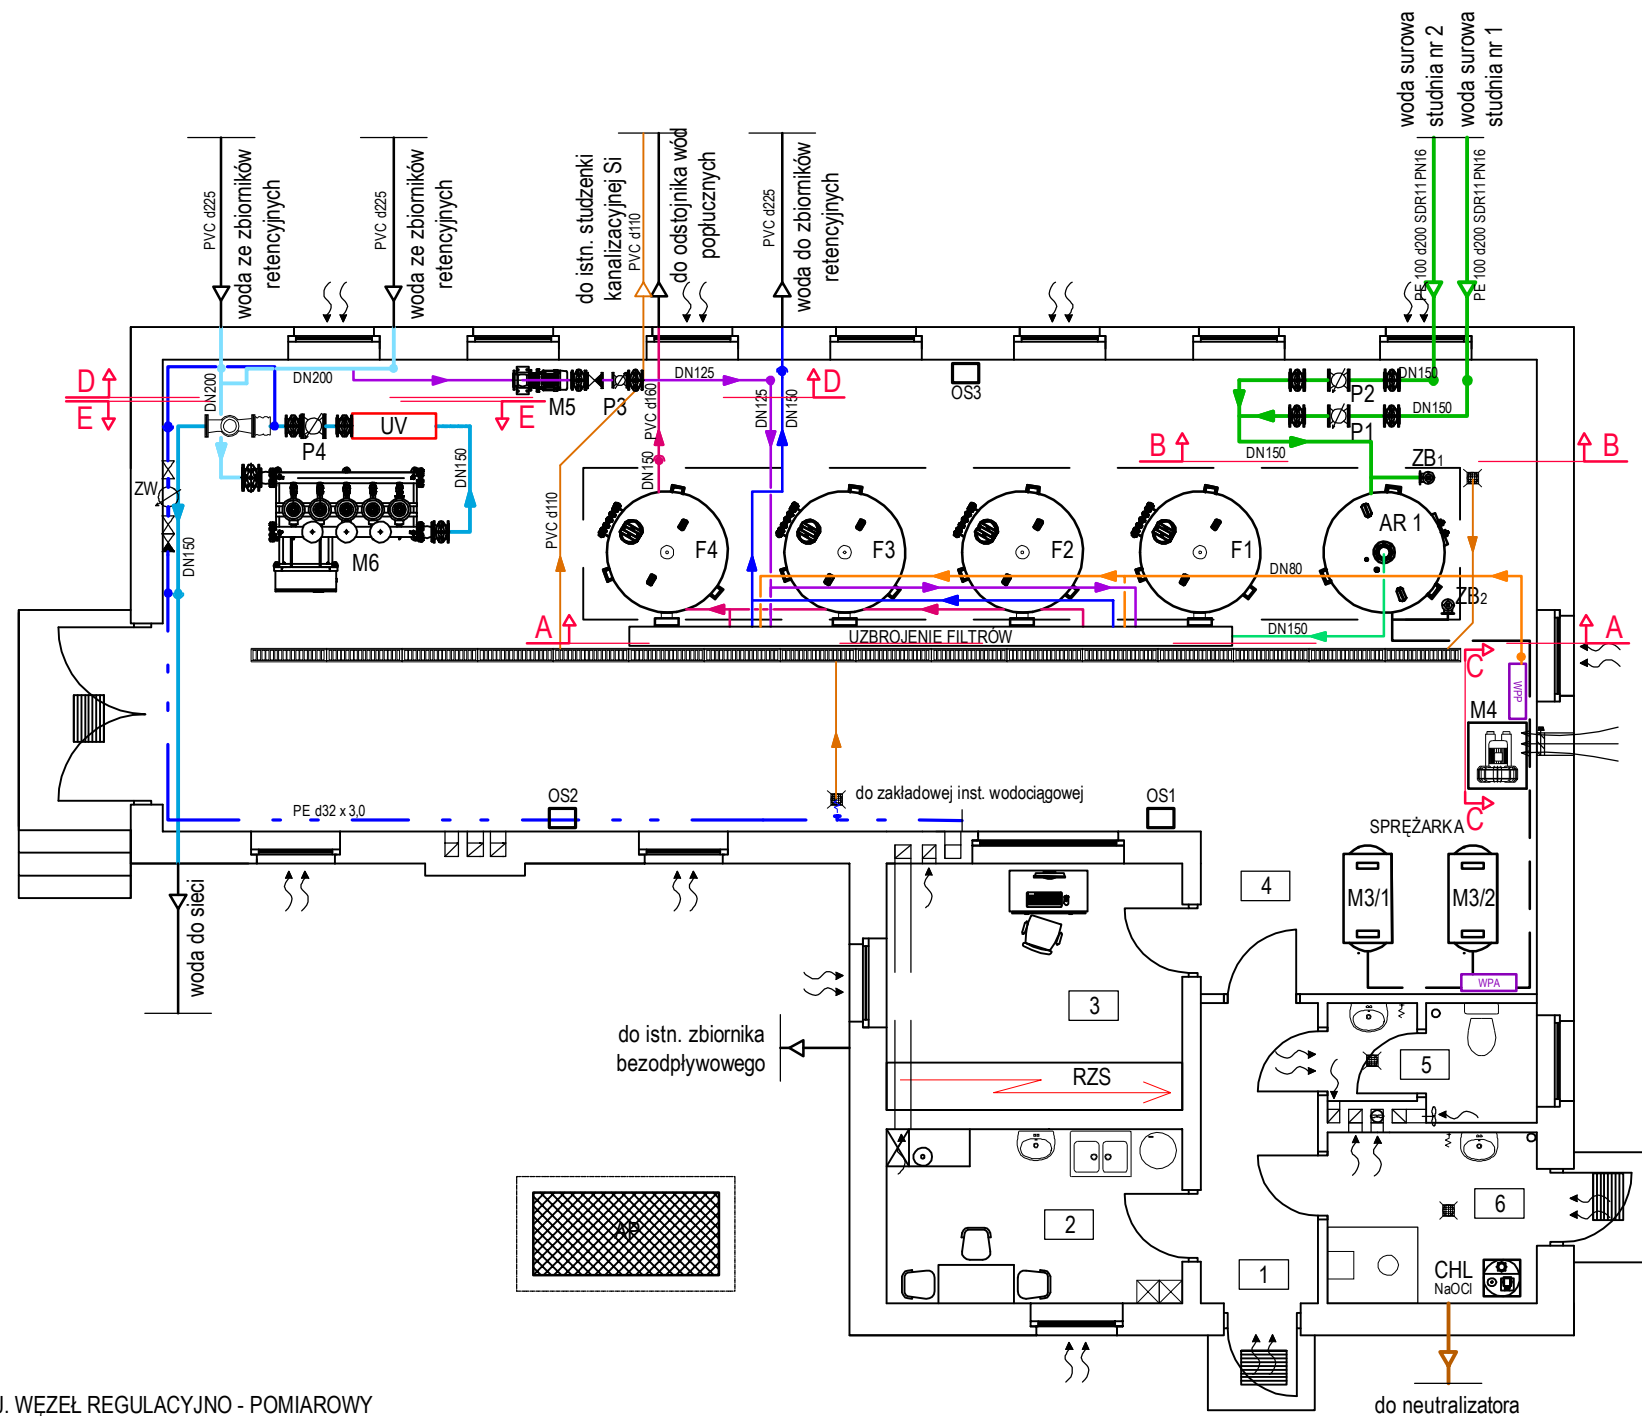 woda surowa
studnia nr 2
woda surowa
studnia nr 1
PE 100 d200 SDR11 PN16
PE 100 d200 SDR11 PN16
PVC d225
woda ze zbiorników
retencyjnych
PVC d225
woda ze zbiorników
retencyjnych
do istn. studzenki
kanalizacyjnej Si
PVC d110
do odstojnika wód
popłucznych
PVC d225
woda do zbiorników
retencyjnych
D
E
DN200
DN200
E
M5
P3
DN125
D
DN125
DN150
OS3
DN150
P2
DN150
P1
DN150
B
B
ZB1
P4
UV
DN150
PVC d160
DN150
ZW
DN150
M6
PVC d110
F4
F3
F2
F1
AR 1
DN80
ZB2
A
UZBROJENIE FILTRÓW
DN150
A
C
WPP
M4
C
PE d32 x 3,0
OS2
do zakładowej inst. wodociągowej
OS1
SPRĘŻARKA
M3/1
M3/2
WPA
4
woda do sieci
3
do istn. zbiornika
bezodpływowego
RZS
5
2
6
1
AP
CHL
NaOCl
do neutralizatora
. WĘZEŁ REGULACYJNO - POMIAROWY